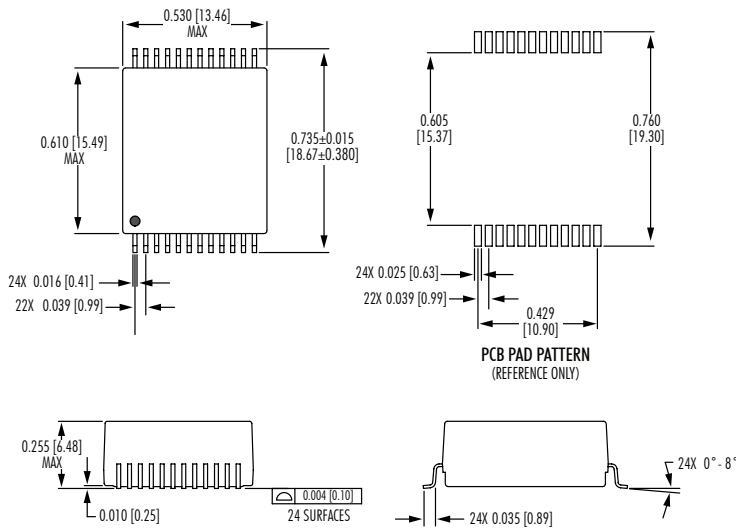 0.530 [13.46]
MAX
0.610 [15.49]
MAX
0.735±0.015
[18.67±0.380]
24X 0.016 [0.41]
22X 0.039 [0.99]
0.605
[15.37]
0.760
[19.30]
24X 0.025 [0.63]
22X 0.039 [0.99]
0.429
[10.90]
PCB PAD PATTERN
(REFERENCE ONLY)
0.255 [6.48]
MAX
0.010 [0.25]
0.004 [0.10]
24 SURFACES
24X 0.035 [0.89]
24X 0°- 8°